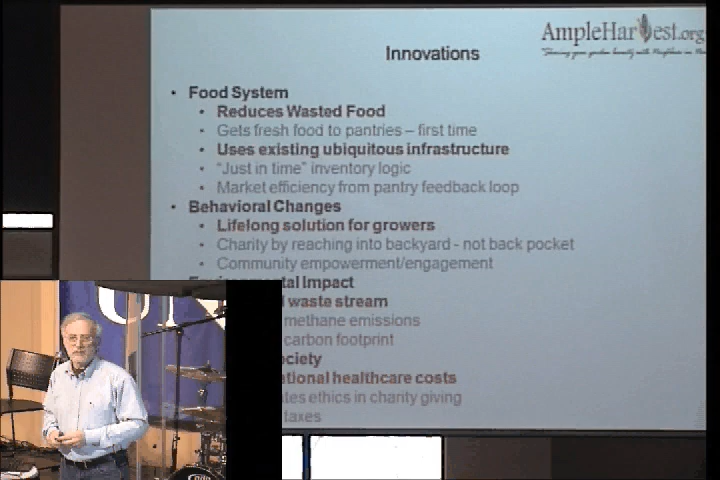 AmpleHarvest.org
Innovations
• Food System
• Reduces Wasted Food
• Gets fresh food to pantries – first time
• Uses existing ubiquitous infrastructure
• “Just in time” inventory logic
• Market efficiency from pantry feedback loop
• Behavioral Changes
• Lifelong solution for growers
• Charity by reaching into backyard - not back pocket
• Community empowerment/engagement
Impact
waste stream
methane emissions
carbon footprint
healthcare costs
ethics in charity giving
taxes